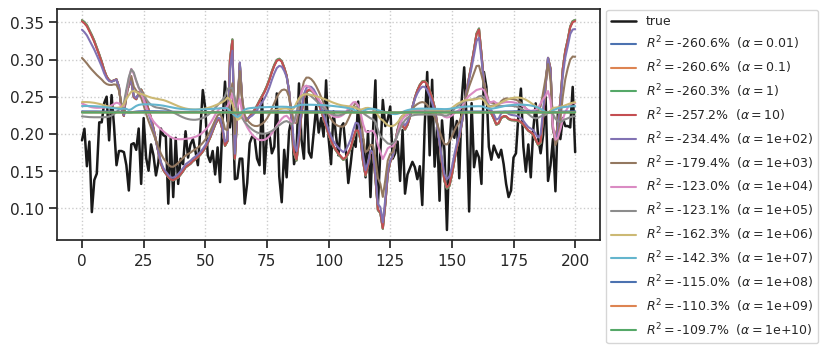 0.35
0.30
0.25
0.20
0.15
0.10
0 25 50 75 100 125 150 175 200
true
R² = -260.6% (α = 0.01)
R² = -260.6% (α = 0.1)
R² = -260.3% (α = 1)
R² = -257.2% (α = 10)
R² = -234.4% (α = 1e+02)
R² = -179.4% (α = 1e+03)
R² = -123.0% (α = 1e+04)
R² = -123.1% (α = 1e+05)
R² = -162.3% (α = 1e+06)
R² = -142.3% (α = 1e+07)
R² = -115.0% (α = 1e+08)
R² = -110.3% (α = 1e+09)
R² = -109.7% (α = 1e+10)